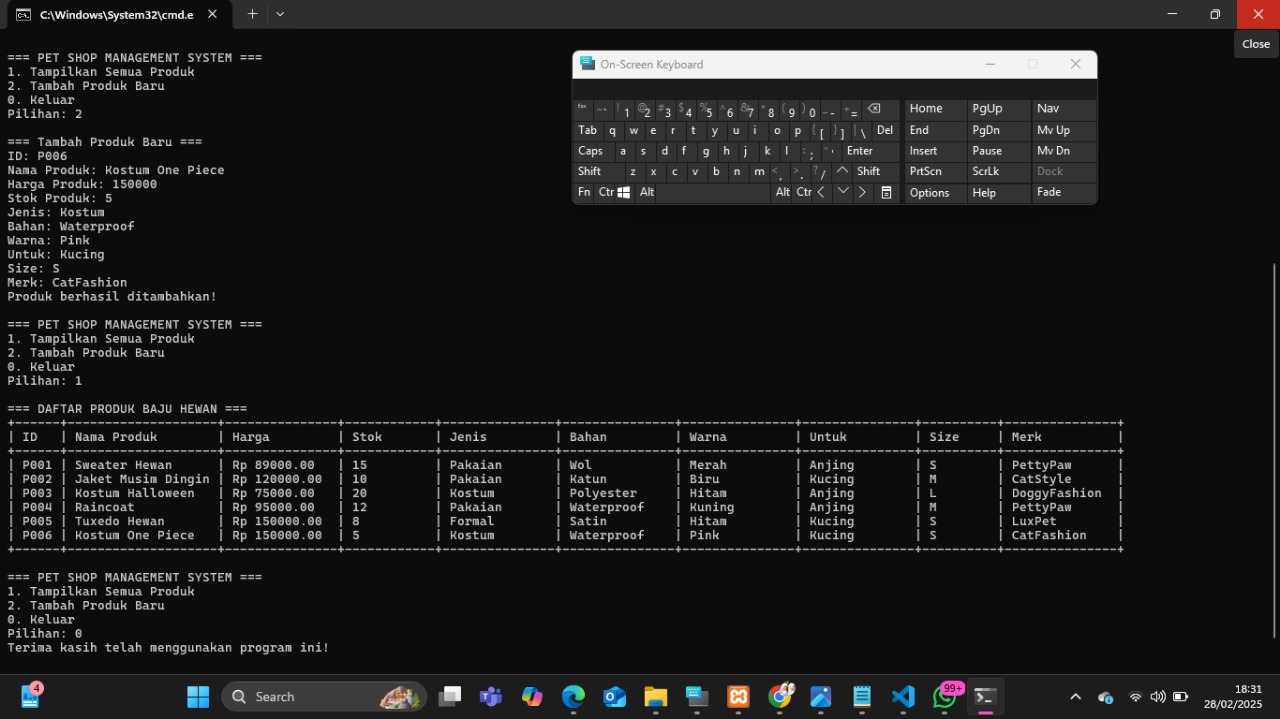 C:\Windows\System32\cmd.e
Close
=== PET SHOP MANAGEMENT SYSTEM ===
1. Tampilkan Semua Produk
2. Tambah Produk Baru
0. Keluar
Pilihan: 2
=== Tambah Produk Baru ===
ID: P006
Nama Produk: Kostum One Piece
Harga Produk: 150000
Stok Produk: 5
Jenis: Kostum
Bahan: Waterproof
Warna: Pink
Untuk: Kucing
Size: S
Merk: CatFashion
Produk berhasil ditambahkan!
=== PET SHOP MANAGEMENT SYSTEM ===
1. Tampilkan Semua Produk
2. Tambah Produk Baru
0. Keluar
Pilihan: 1
=== DAFTAR PRODUK BAJU HEWAN ===
+------+--------------------+---------------+------------+---------------+---------------+---------------+---------------+----------+---------------+
| ID | Nama Produk | Harga | Stok | Jenis | Bahan | Warna | Untuk | Size | Merk |
+------+--------------------+---------------+------------+---------------+---------------+---------------+---------------+----------+---------------+
| P001 | Sweater Hewan | Rp 89000.00 | 15 | Pakaian | Wol | Merah | Anjing | S | PettyPaw |
| P002 | Jaket Musim Dingin | Rp 120000.00 | 10 | Pakaian | Katun | Biru | Kucing | M | CatStyle |
| P003 | Kostum Halloween | Rp 75000.00 | 20 | Kostum | Polyester | Hitam | Anjing | L | DoggyFashion |
| P004 | Raincoat | Rp 95000.00 | 12 | Pakaian | Waterproof | Kuning | Anjing | M | PettyPaw |
| P005 | Tuxedo Hewan | Rp 150000.00 | 8 | Formal | Satin | Hitam | Kucing | S | LuxPet |
| P006 | Kostum One Piece | Rp 150000.00 | 5 | Kostum | Waterproof | Pink | Kucing | S | CatFashion |
+------+--------------------+---------------+------------+---------------+---------------+---------------+---------------+----------+---------------+
=== PET SHOP MANAGEMENT SYSTEM ===
1. Tampilkan Semua Produk
2. Tambah Produk Baru
0. Keluar
Pilihan: 0
Terima kasih telah menggunakan program ini!
On-Screen Keyboard
Esc ~ ` ! 1 @ 2 # 3 $ 4 % 5 ^ 6 & 7 * 8 ( 9 ) 0 _ - + = Home PgUp Nav
Tab q w e r t y u i o p { [ } ] | \ Del End PgDn Mv Up
Caps a s d f g h j k l : ; " ' Enter Insert Pause Mv Dn
Shift z x c v b n m < , > . ? / Shift PrtScn ScrLk Dock
Fn Ctr Alt Alt Ctr Options Help Fade
4
Search
99+
18:31
28/02/2025